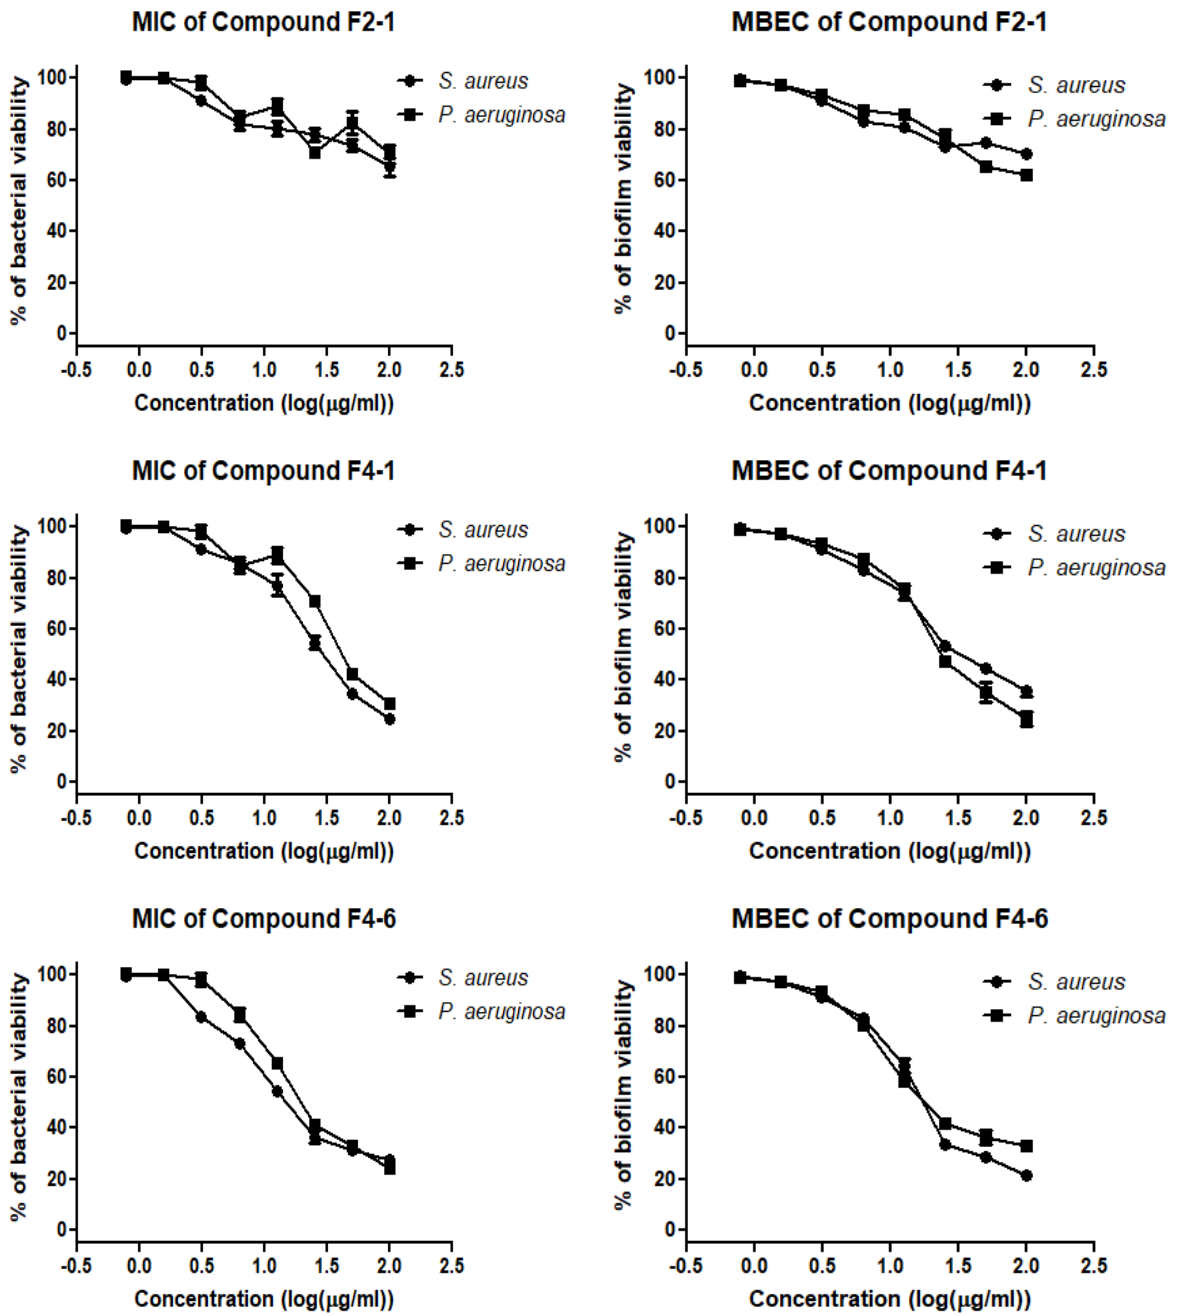 MIC of Compound F2-1
% of bacterial viability
100
80
60
40
20
0
-0.5 0.0 0.5 1.0 1.5 2.0 2.5
Concentration (log(μg/ml))
S. aureus
P. aeruginosa
MBEC of Compound F2-1
% of biofilm viability
100
80
60
40
20
0
-0.5 0.0 0.5 1.0 1.5 2.0 2.5
Concentration (log(μg/ml))
S. aureus
P. aeruginosa
MIC of Compound F4-1
% of bacterial viability
100
80
60
40
20
0
-0.5 0.0 0.5 1.0 1.5 2.0 2.5
Concentration (log(μg/ml))
S. aureus
P. aeruginosa
MBEC of Compound F4-1
% of biofilm viability
100
80
60
40
20
0
-0.5 0.0 0.5 1.0 1.5 2.0 2.5
Concentration (log(μg/ml))
S. aureus
P. aeruginosa
MIC of Compound F4-6
% of bacterial viability
100
80
60
40
20
0
-0.5 0.0 0.5 1.0 1.5 2.0 2.5
Concentration (log(μg/ml))
S. aureus
P. aeruginosa
MBEC of Compound F4-6
% of biofilm viability
100
80
60
40
20
0
-0.5 0.0 0.5 1.0 1.5 2.0 2.5
Concentration (log(μg/ml))
S. aureus
P. aeruginosa